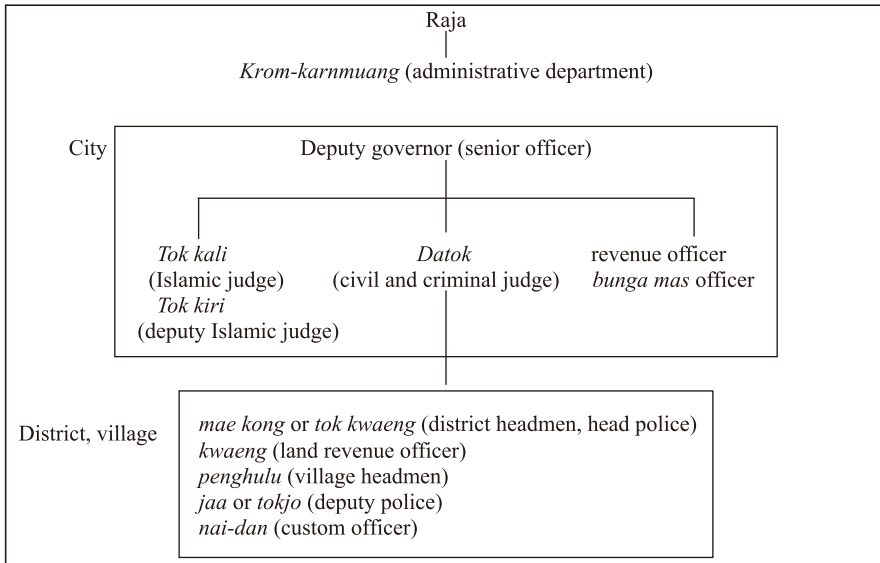 Raja
Krom-karnmuang (administrative department)
City
Deputy governor (senior officer)
Tok kali
(Islamic judge)
Tok kiri
(deputy Islamic judge)
Datok
(civil and criminal judge)
revenue officer
bunga mas officer
District, village
mae kong or tok kwaeng (district headmen, head police)
kwaeng (land revenue officer)
penghulu (village headmen)
jaa or tokjo (deputy police)
nai-dan (custom officer)